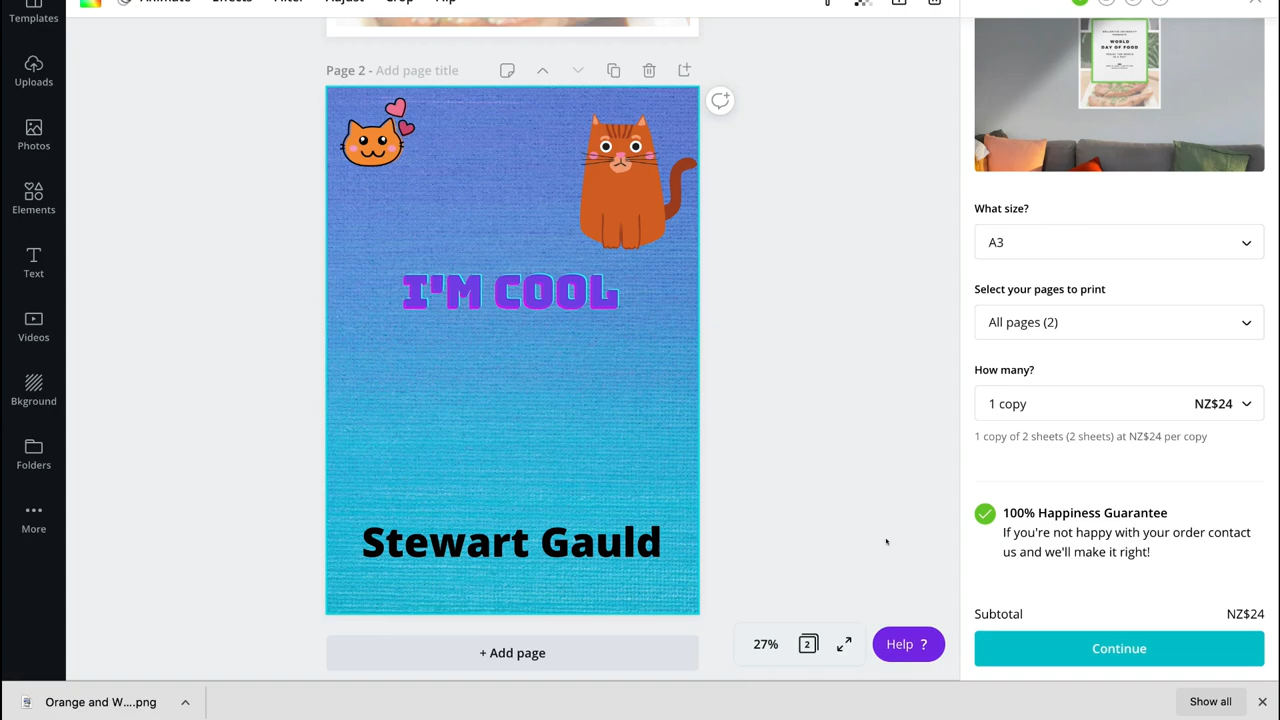 Templates
Animate Effects Filter Adjust Crop Flip
Uploads
Photos
Elements
Text
Videos
Bkground
Folders
More
Page 2 - Add page title
I'M COOL
Stewart Gauld
+ Add page
27%
2
Help ?
WORLD
DAY OF FOOD
What size?
A3
Select your pages to print
All pages (2)
How many?
1 copy NZ$24
1 copy of 2 sheets (2 sheets) at NZ$24 per copy
100% Happiness Guarantee
If you're not happy with your order contact
us and we'll make it right!
Subtotal NZ$24
Continue
Orange and W....png
Show all